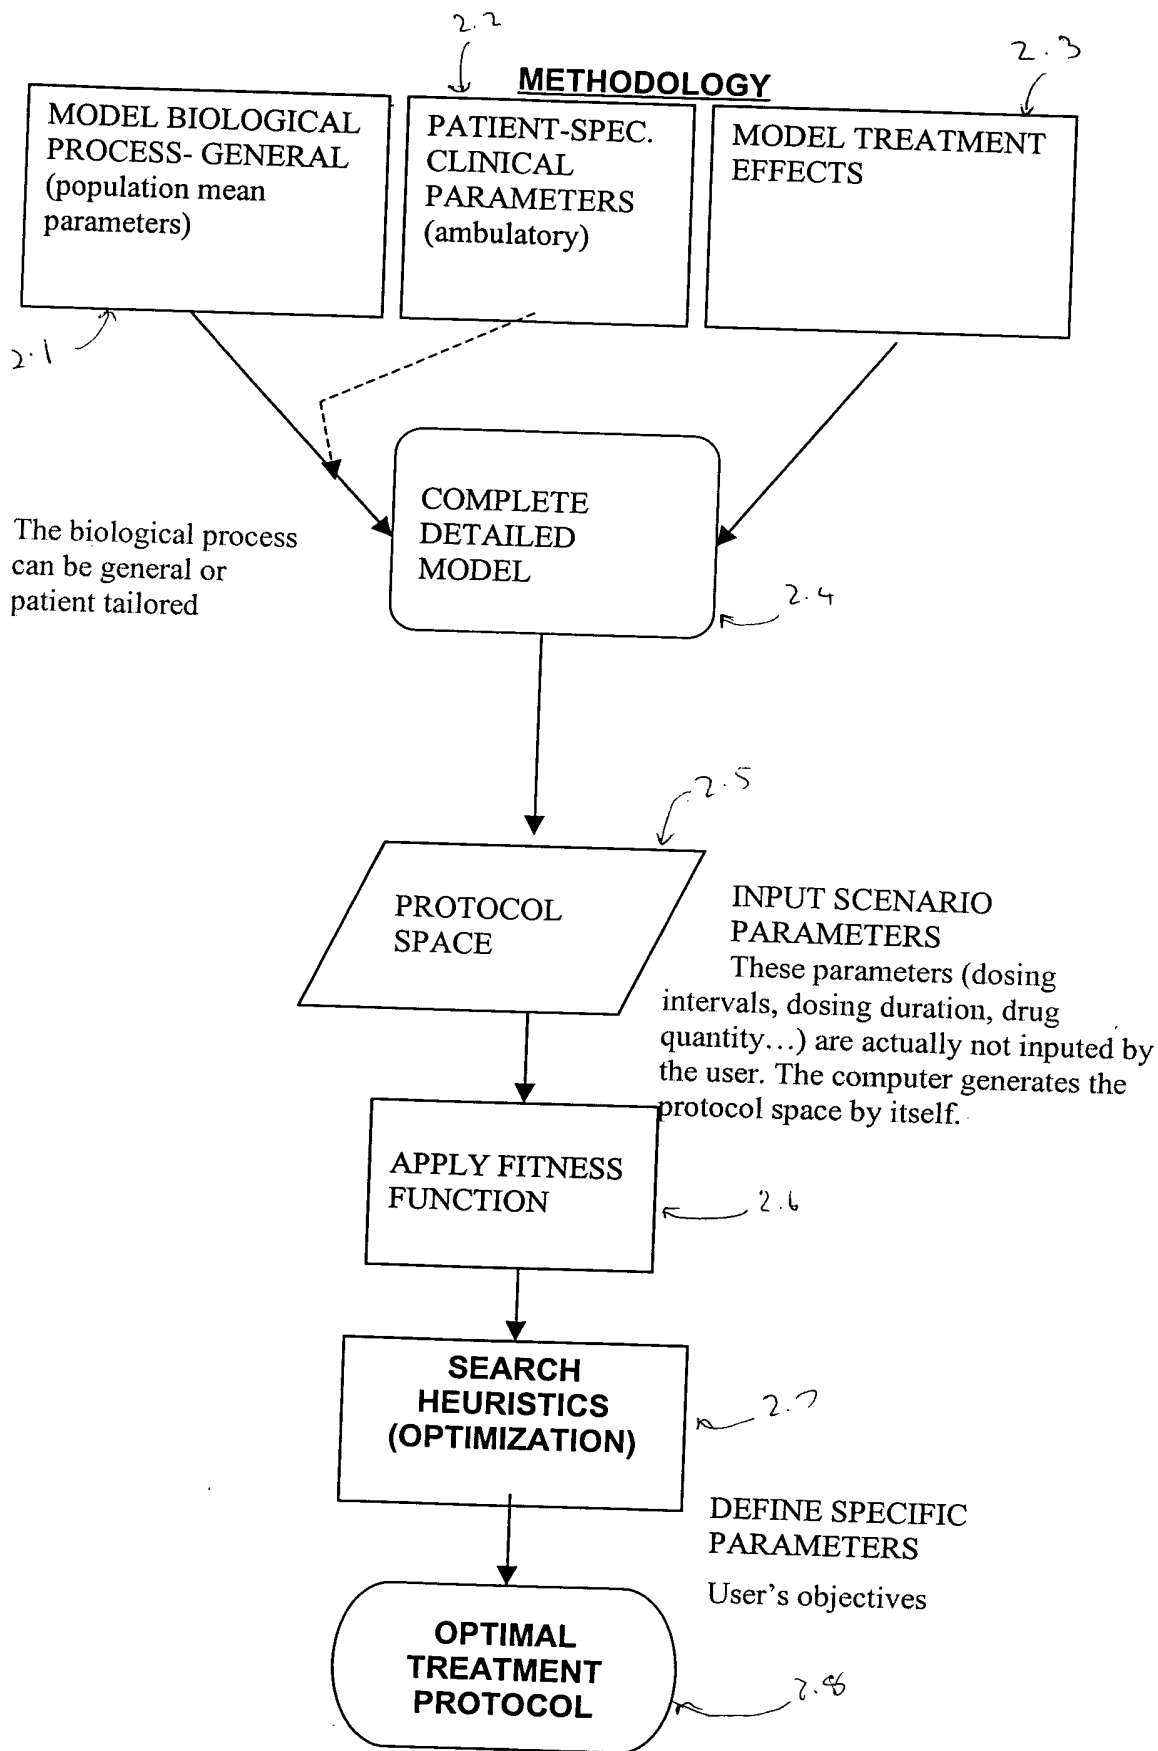 2.2
2.3
METHODOLOGY
MODEL BIOLOGICAL
PROCESS- GENERAL
(population mean
parameters)
PATIENT-SPEC.
CLINICAL
PARAMETERS
(ambulatory)
MODEL TREATMENT
EFFECTS
2.1
The biological process
can be general or
patient tailored
COMPLETE
DETAILED
MODEL
2.4
2.5
PROTOCOL
SPACE
INPUT SCENARIO
PARAMETERS
These parameters (dosing
intervals, dosing duration, drug
quantity...) are actually not inputed by
the user. The computer generates the
protocol space by itself.
APPLY FITNESS
FUNCTION
2.6
SEARCH
HEURISTICS
(OPTIMIZATION)
2.7
DEFINE SPECIFIC
PARAMETERS
User's objectives
OPTIMAL
TREATMENT
PROTOCOL
2.8